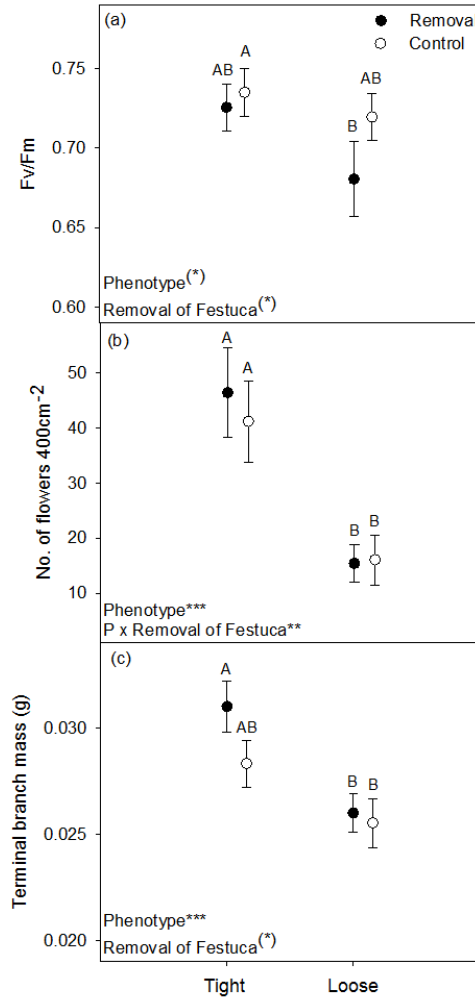 (a)
Removal
Control
A
AB
AB
B
0.75
0.70
0.65
0.60
Fv/Fm
Phenotype(*)
Removal of Festuca(*)
(b)
A
A
B
B
50
40
30
20
10
No. of flowers 400cm-2
Phenotype***
P x Removal of Festuca**
(c)
A
AB
B
B
0.030
0.025
0.020
Terminal branch mass (g)
Phenotype***
Removal of Festuca(*)
Tight Loose